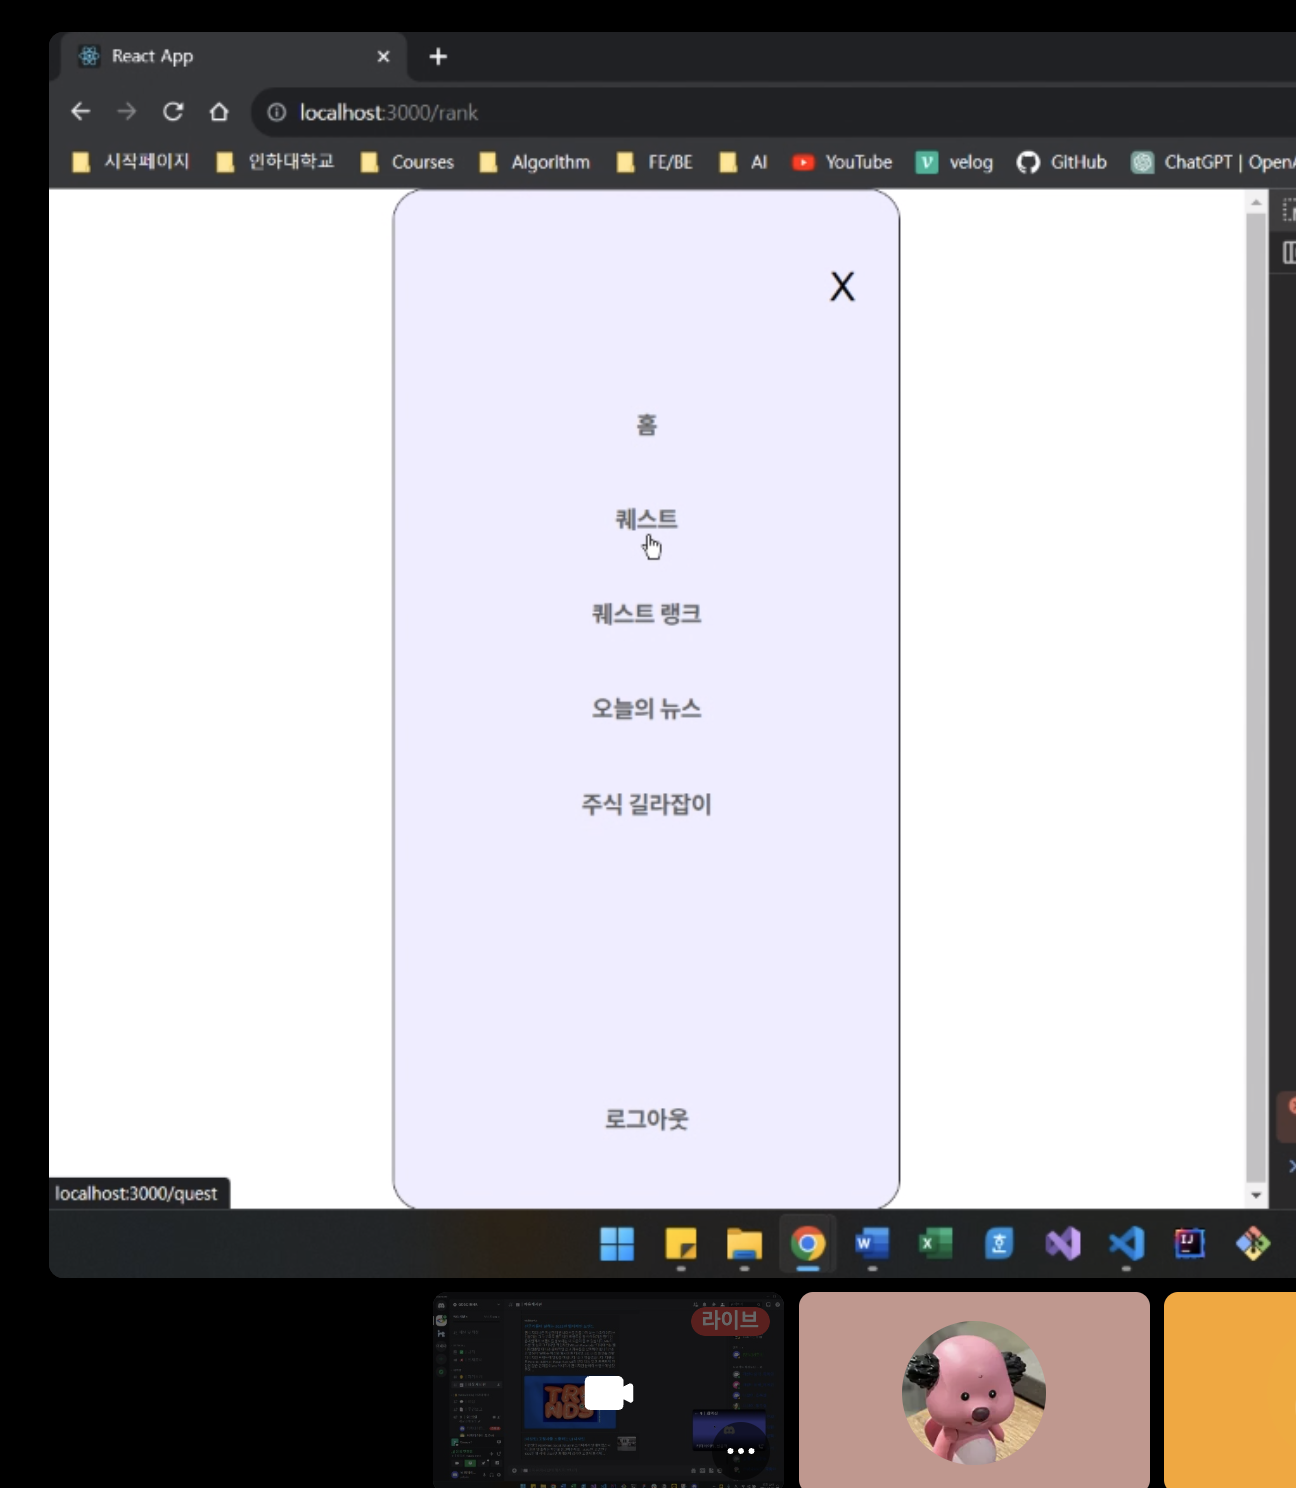 React App
localhost:3000/rank
시작페이지 인하대학교 Courses Algorithm FE/BE AI YouTube velog GitHub ChatGPT | OpenA
X
홈
퀘스트
퀘스트 랭크
오늘의 뉴스
주식 길라잡이
로그아웃
localhost:3000/quest
라이브
TRENDS